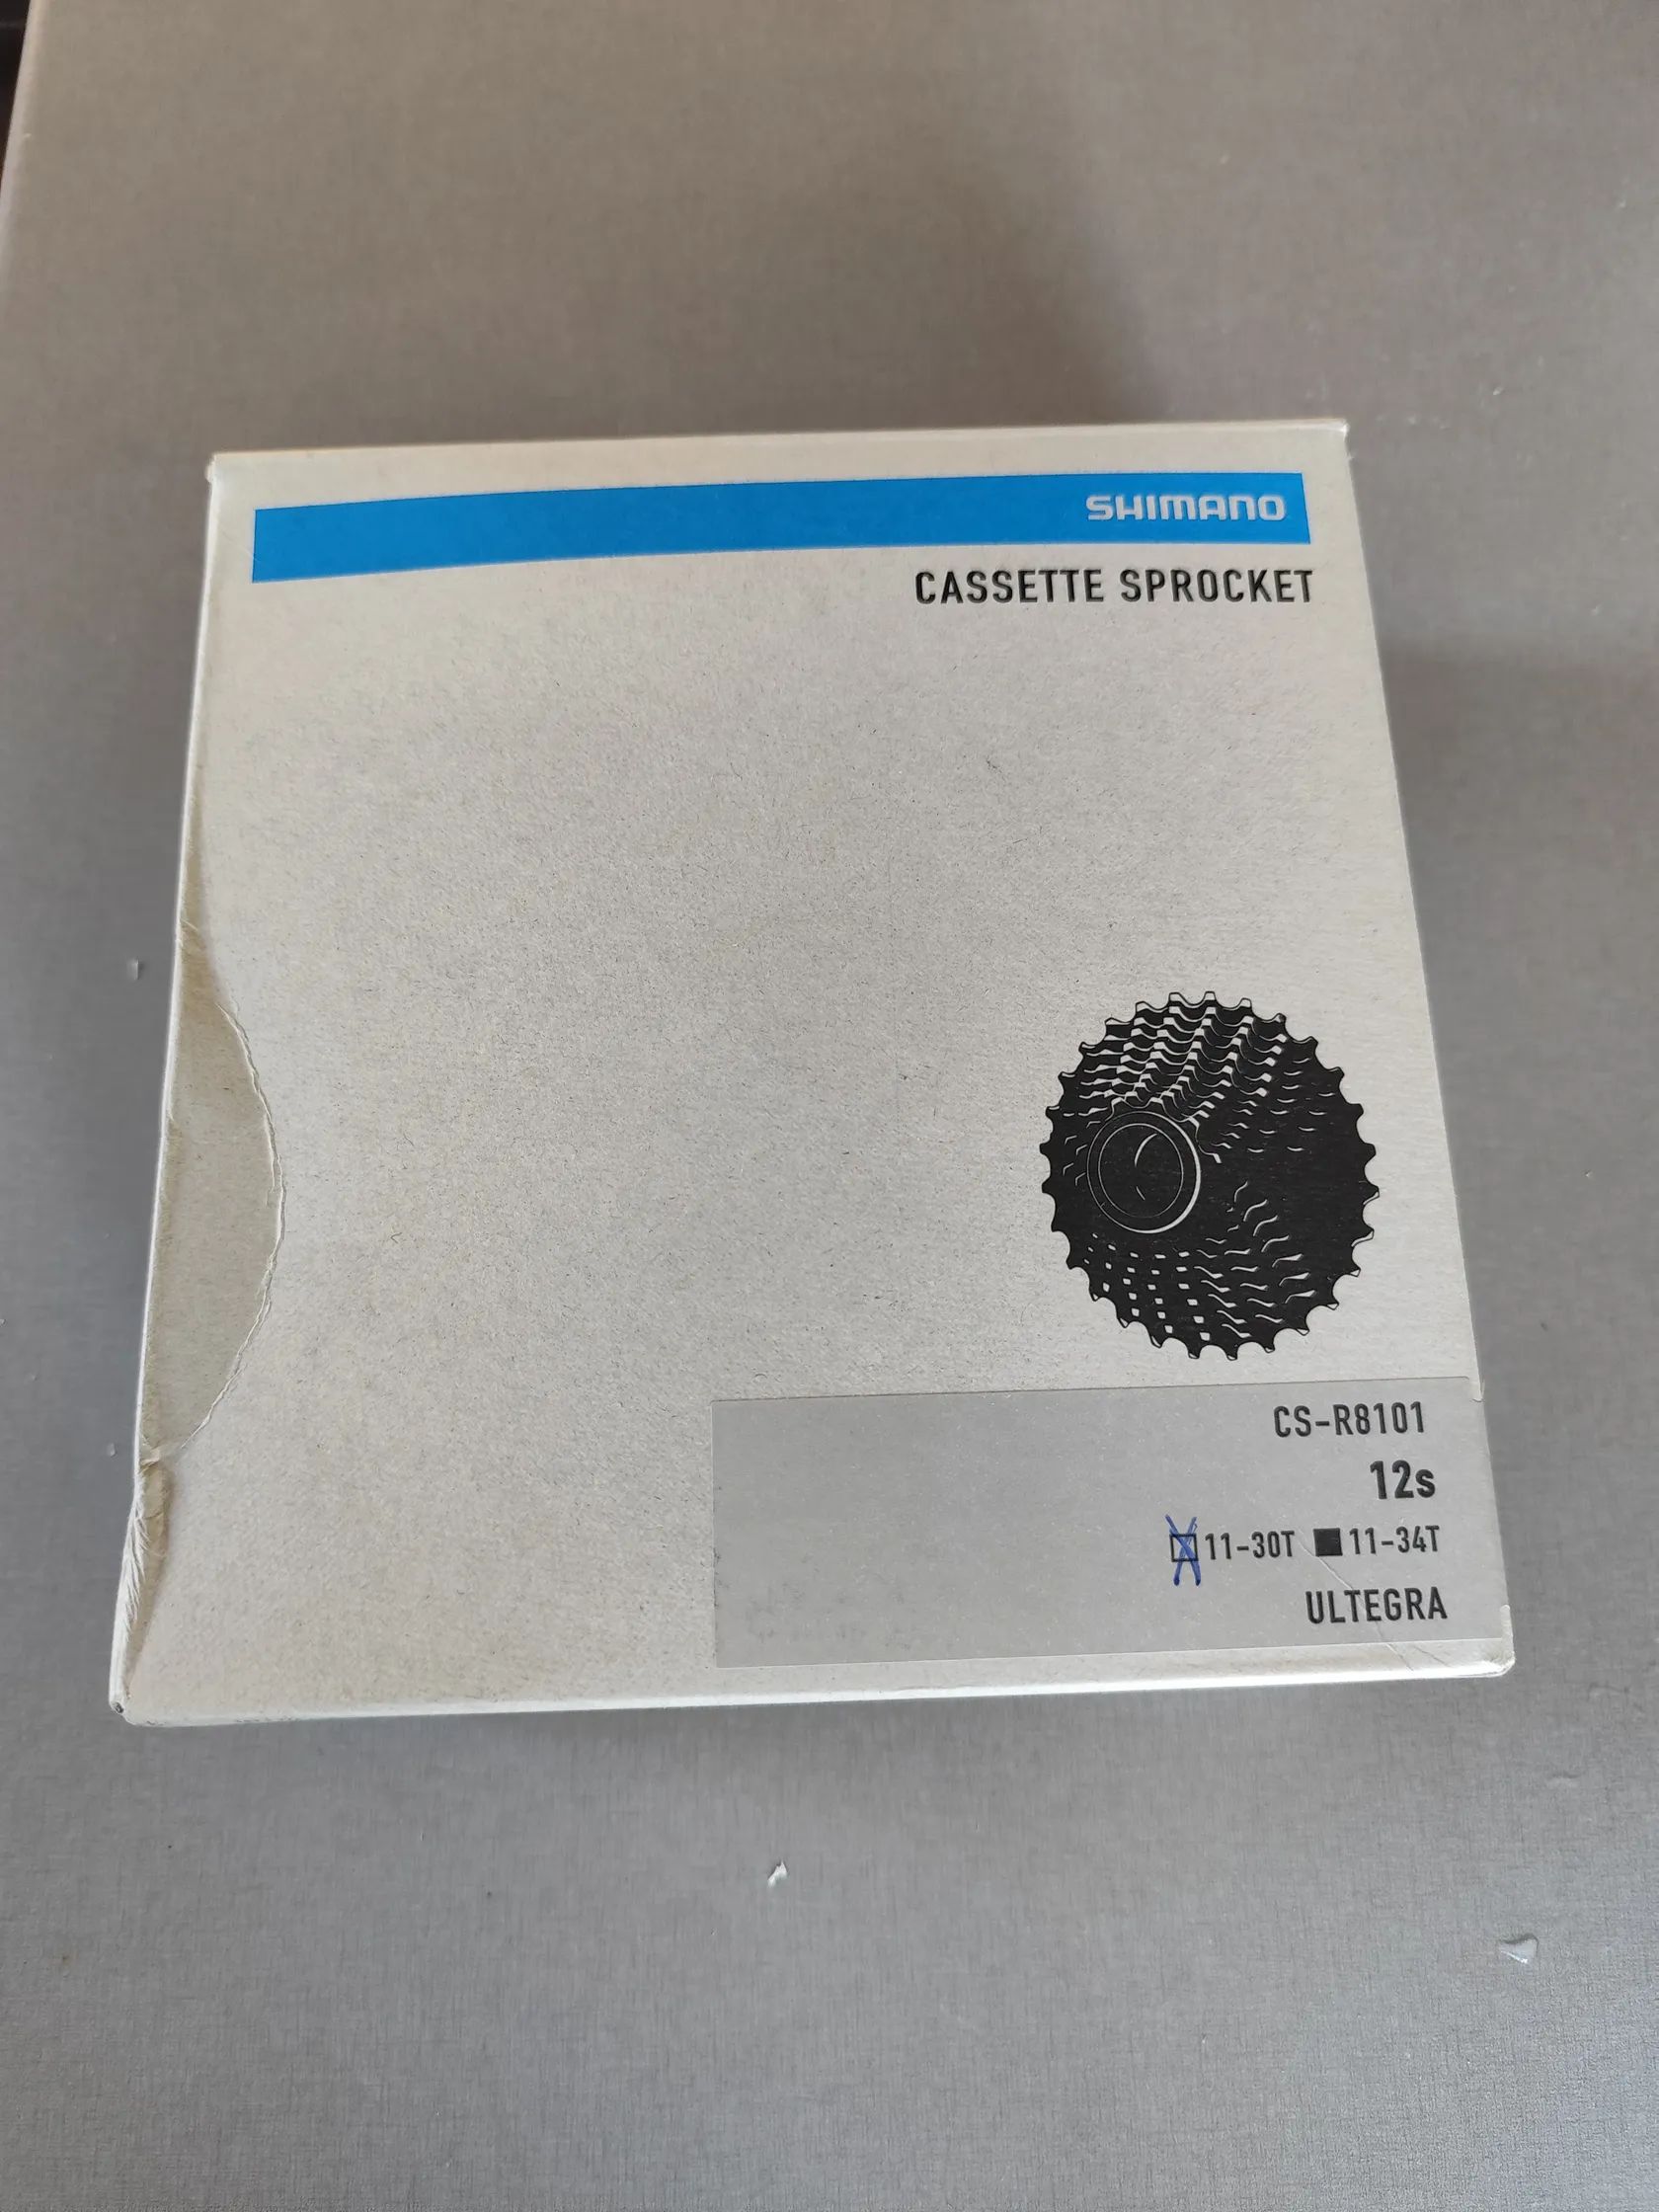 SHIMANO
CASSETTE SPROCKET
CS-R8101
12s
☒11-30T ■11-34T
ULTEGRA